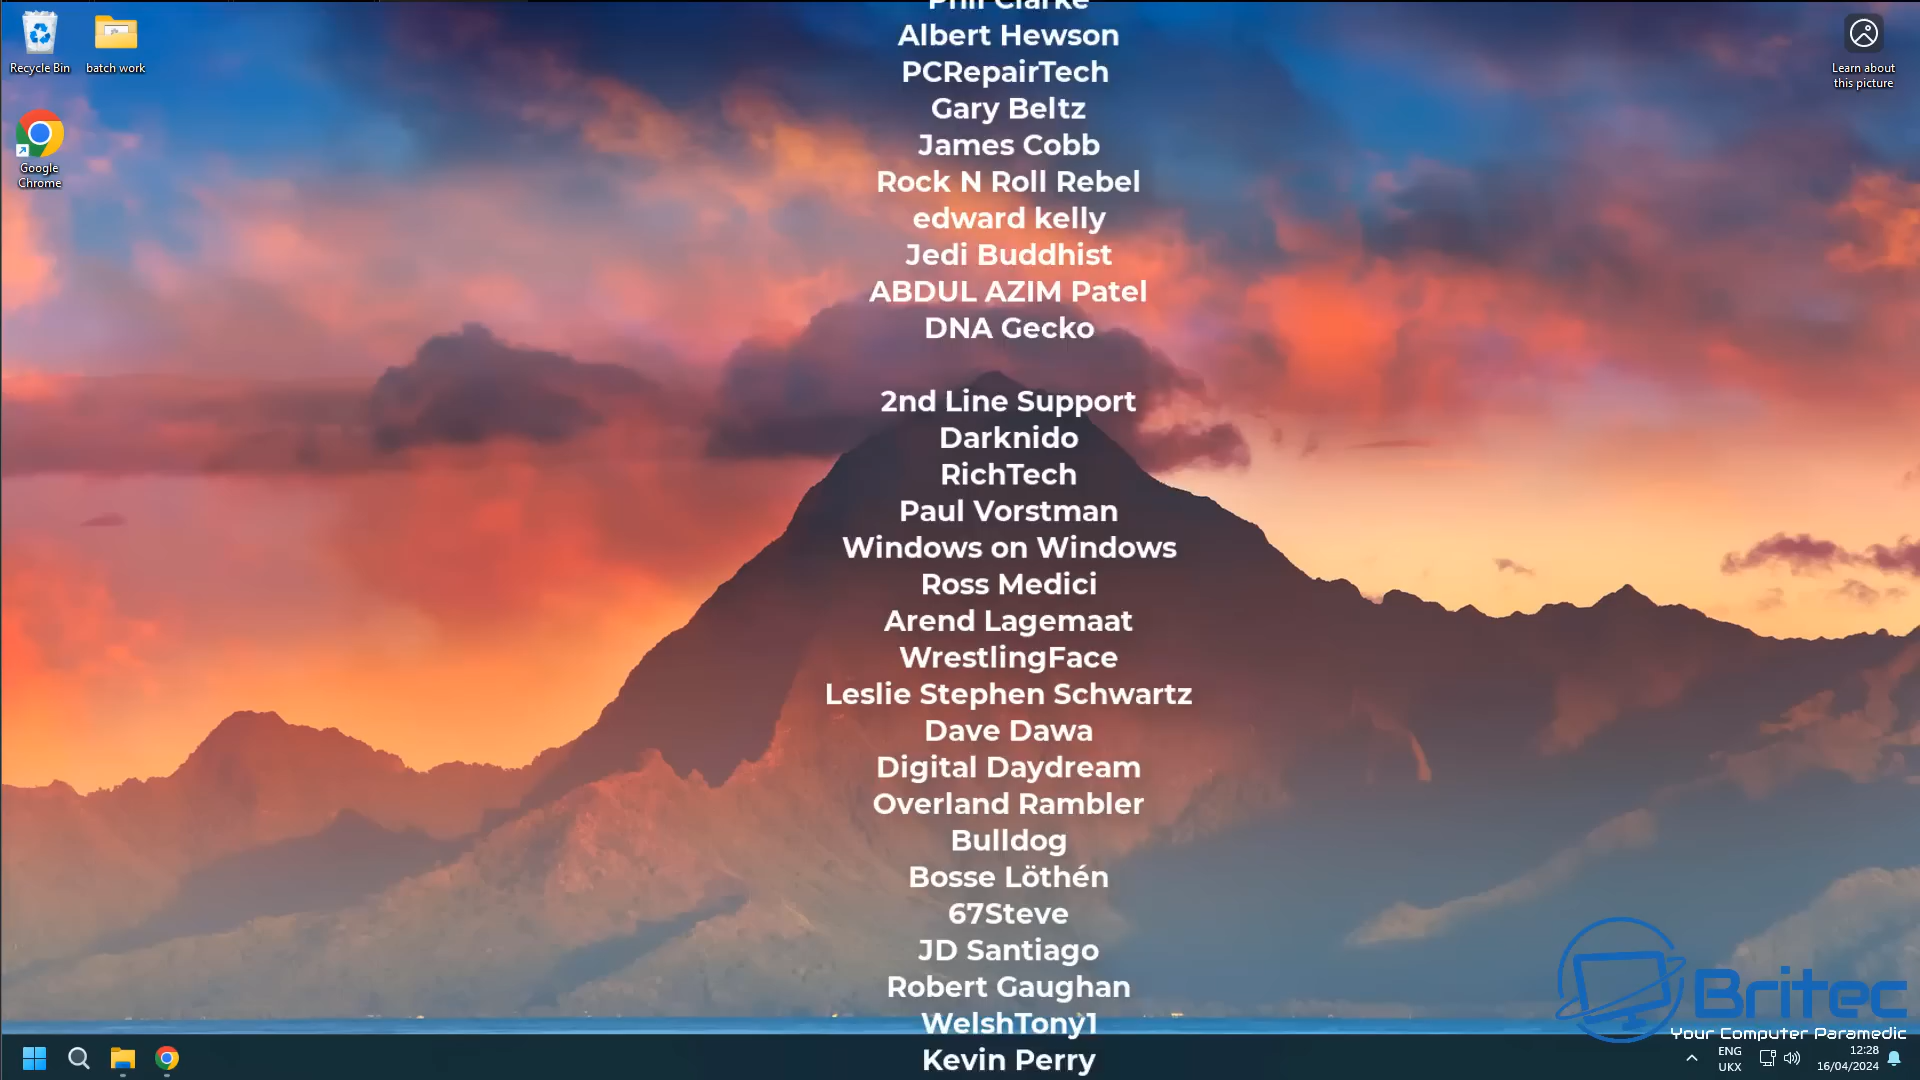 Phil Clarke
Albert Hewson
PCRepairTech
Gary Beltz
James Cobb
Rock N Roll Rebel
edward kelly
Jedi Buddhist
ABDUL AZIM Patel
DNA Gecko
2nd Line Support
Darknido
RichTech
Paul Vorstman
Windows on Windows
Ross Medici
Arend Lagemaat
WrestlingFace
Leslie Stephen Schwartz
Dave Dawa
Digital Daydream
Overland Rambler
Bulldog
Bosse Löthén
67Steve
JD Santiago
Robert Gaughan
WelshTony1
Kevin Perry
Recycle Bin
batch work
Google
Chrome
Learn about
this picture
Britec
Your Computer Paramedic
ENG
UKX
12:28
16/04/2024